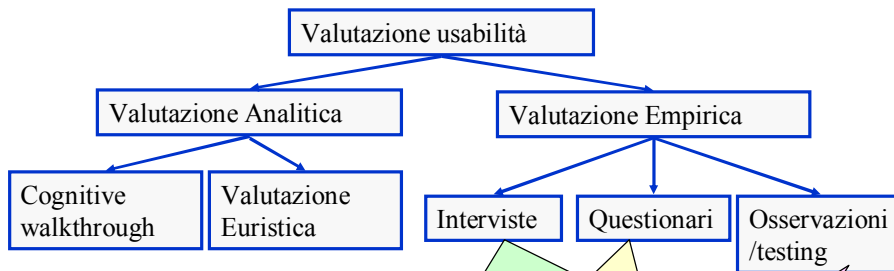 Valutazione usabilità
Valutazione Analitica
Valutazione Empirica
Cognitive
walkthrough
Valutazione
Euristica
Interviste
Questionari
Osservazioni
/testing